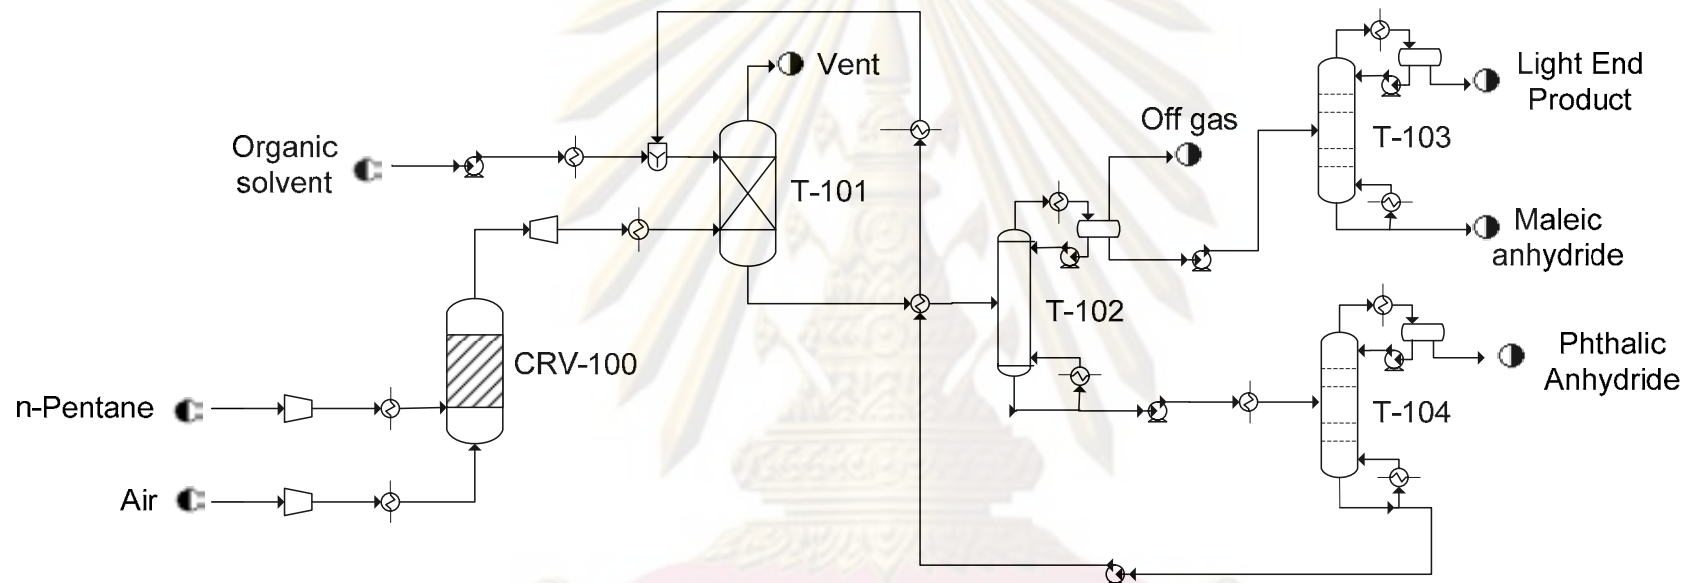 Vent
Light End
Product
Off gas
Organic
solvent
T-103
T-101
Maleic
anhydride
T-102
CRV-100
Phthalic
Anhydride
n-Pentane
T-104
Air